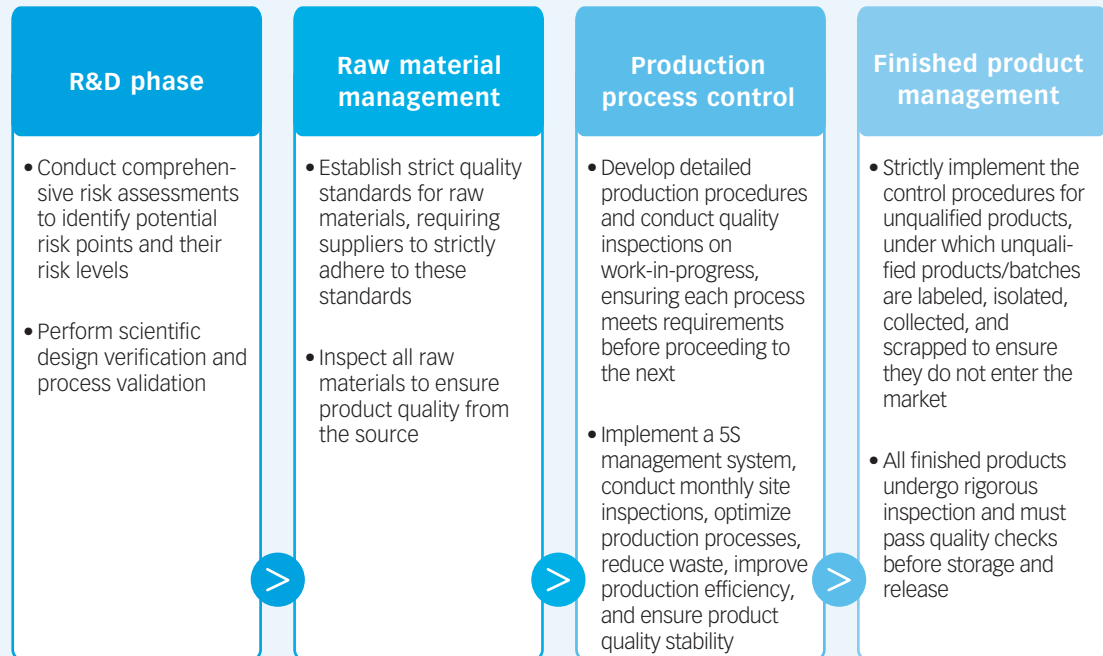 R&D phase
• Conduct comprehen-
sive risk assessments
to identify potential
risk points and their
risk levels
• Perform scientific
design verification and
process validation
>
Raw material
management
• Establish strict quality
standards for raw
materials, requiring
suppliers to strictly
adhere to these
standards
• Inspect all raw
materials to ensure
product quality from
the source
>
Production
process control
• Develop detailed
production procedures
and conduct quality
inspections on
work-in-progress,
ensuring each process
meets requirements
before proceeding to
the next
• Implement a 5S
management system,
conduct monthly site
inspections, optimize
production processes,
reduce waste, improve
production efficiency,
and ensure product
quality stability
>
Finished product
management
• Strictly implement the
control procedures for
unqualified products,
under which unquali-
fied products/batches
are labeled, isolated,
collected, and
scrapped to ensure
they do not enter the
market
• All finished products
undergo rigorous
inspection and must
pass quality checks
before storage and
release